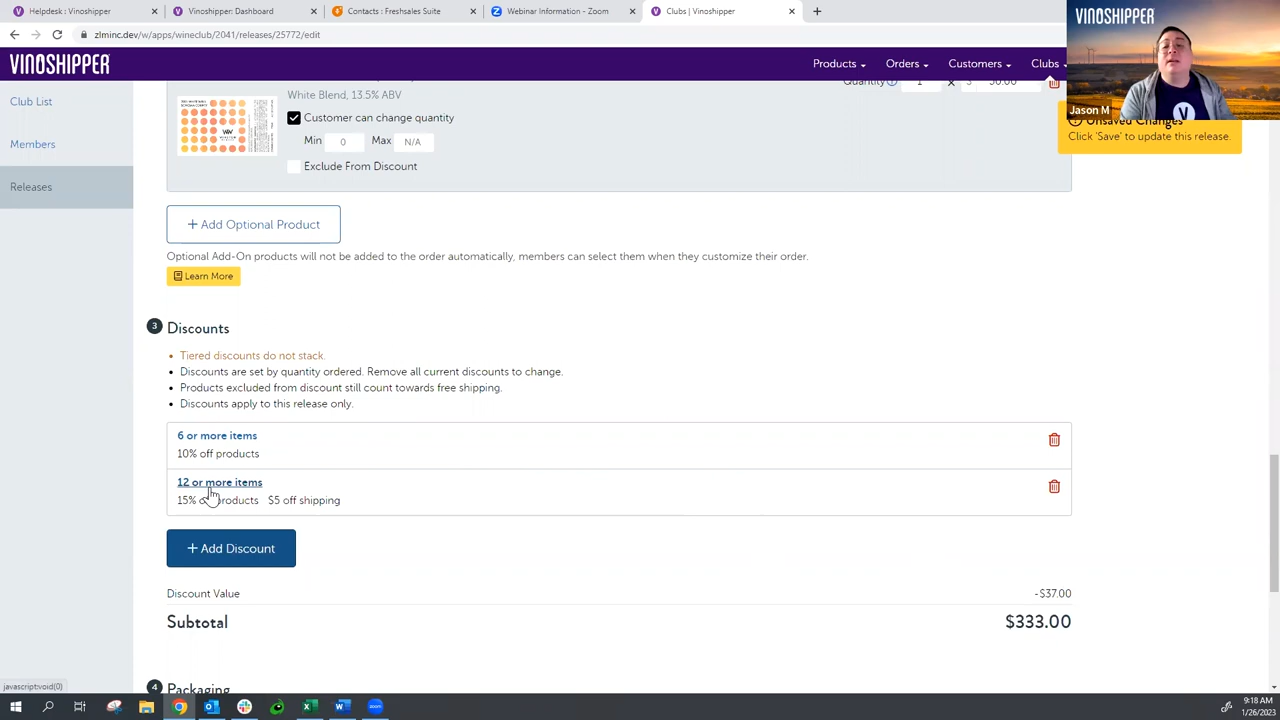 Helpdesk : Vinoshipper
Vinoshipper: Dashboard
Contacts : Freshsales Suite
Webinar Information - Zoom
Clubs | Vinoshipper
zlminc.dev/w/apps/wineclub/2041/releases/25772/edit
VINOSHIPPER
VINOSHIPPER
Products
Orders
Customers
Clubs
Jason M
Club List
Members
Releases
White Blend, 13.5% ABV
Quantity 1 × $ 50.00
Customer can change quantity
Min 0 Max N/A
Exclude From Discount
Unsaved Changes
Click 'Save' to update this release.
+ Add Optional Product
Optional Add-On products will not be added to the order automatically, members can select them when they customize their order.
Learn More
3 Discounts
• Tiered discounts do not stack.
• Discounts are set by quantity ordered. Remove all current discounts to change.
• Products excluded from discount still count towards free shipping.
• Discounts apply to this release only.
6 or more items
10% off products
12 or more items
15% products $5 off shipping
+ Add Discount
Discount Value -$37.00
Subtotal $333.00
4 Packaging
javascript:void(0)
9:18 AM
1/26/2023